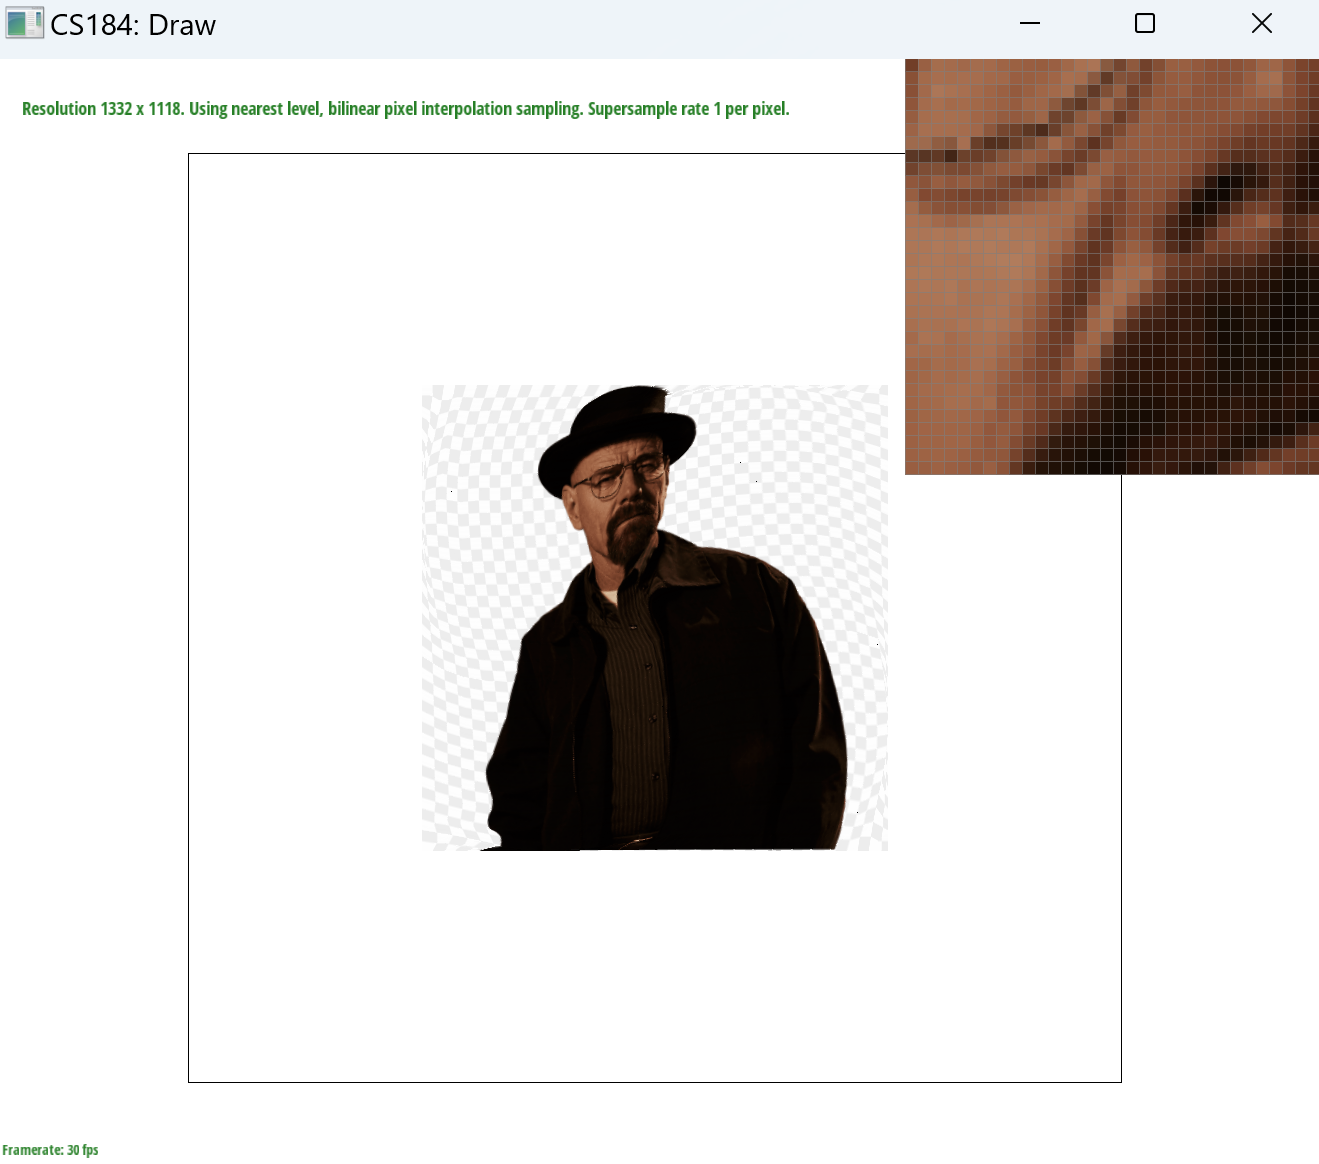 CS184: Draw
Resolution 1332 x 1118. Using nearest level, bilinear pixel interpolation sampling. Supersample rate 1 per pixel.
Framerate: 30 fps